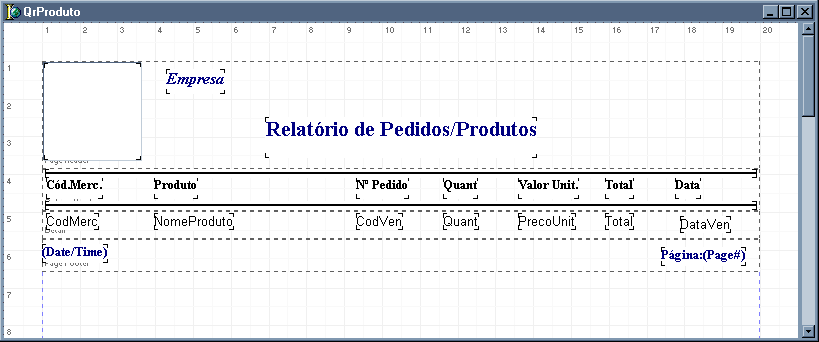 QrProduto
1 2 3 4 5 6 7 8 9 10 11 12 13 14 15 16 17 18 19 20
1
Empresa
2
Relatório de Pedidos/Produtos
3
Page Header
4 Cód.Merc. Produto Nº Pedido Quant Valor Unit. Total Data
5 CodMerc NomeProduto CodVen Quant PrecoUnit Total DataVen
Detail
6 (Date/Time) Página:(Page#)
Page Footer
7
8